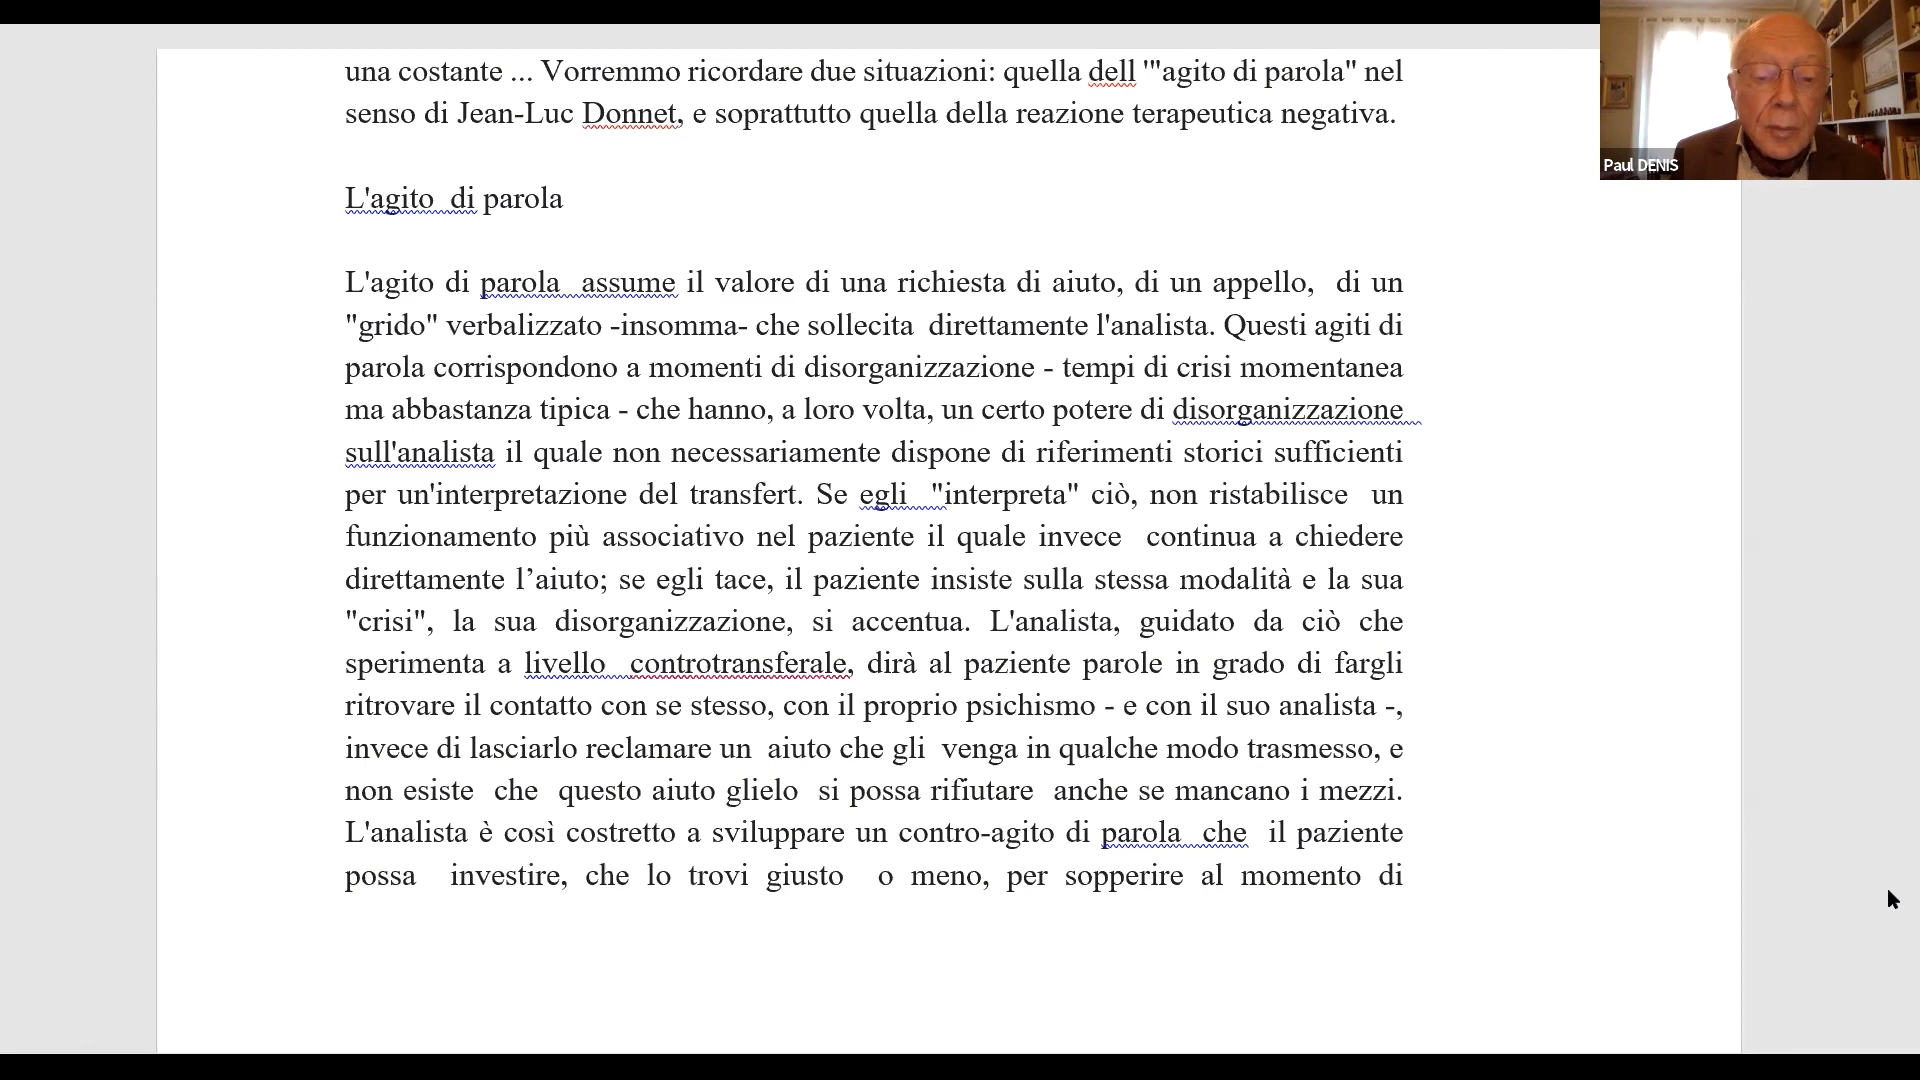 una costante ... Vorremmo ricordare due situazioni: quella dell '"agito di parola" nel
senso di Jean-Luc Donnet, e soprattutto quella della reazione terapeutica negativa.
L'agito  di parola
L'agito di parola  assume il valore di una richiesta di aiuto, di un appello,  di un
"grido" verbalizzato -insomma- che sollecita  direttamente l'analista. Questi agiti di
parola corrispondono a momenti di disorganizzazione - tempi di crisi momentanea
ma abbastanza tipica - che hanno, a loro volta, un certo potere di disorganizzazione
sull'analista il quale non necessariamente dispone di riferimenti storici sufficienti
per un'interpretazione del transfert. Se egli  "interpreta" ciò, non ristabilisce  un
funzionamento più associativo nel paziente il quale invece  continua a chiedere
direttamente l’aiuto; se egli tace, il paziente insiste sulla stessa modalità e la sua
"crisi", la sua disorganizzazione, si accentua. L'analista, guidato da ciò che
sperimenta a livello  controtransferale, dirà al paziente parole in grado di fargli
ritrovare il contatto con se stesso, con il proprio psichismo - e con il suo analista -,
invece di lasciarlo reclamare un  aiuto che gli  venga in qualche modo trasmesso, e
non esiste  che  questo aiuto glielo  si possa rifiutare  anche se mancano i mezzi.
L'analista è così costretto a sviluppare un contro-agito di parola  che  il paziente
possa  investire, che lo trovi giusto  o meno, per sopperire al momento di
Paul DENIS